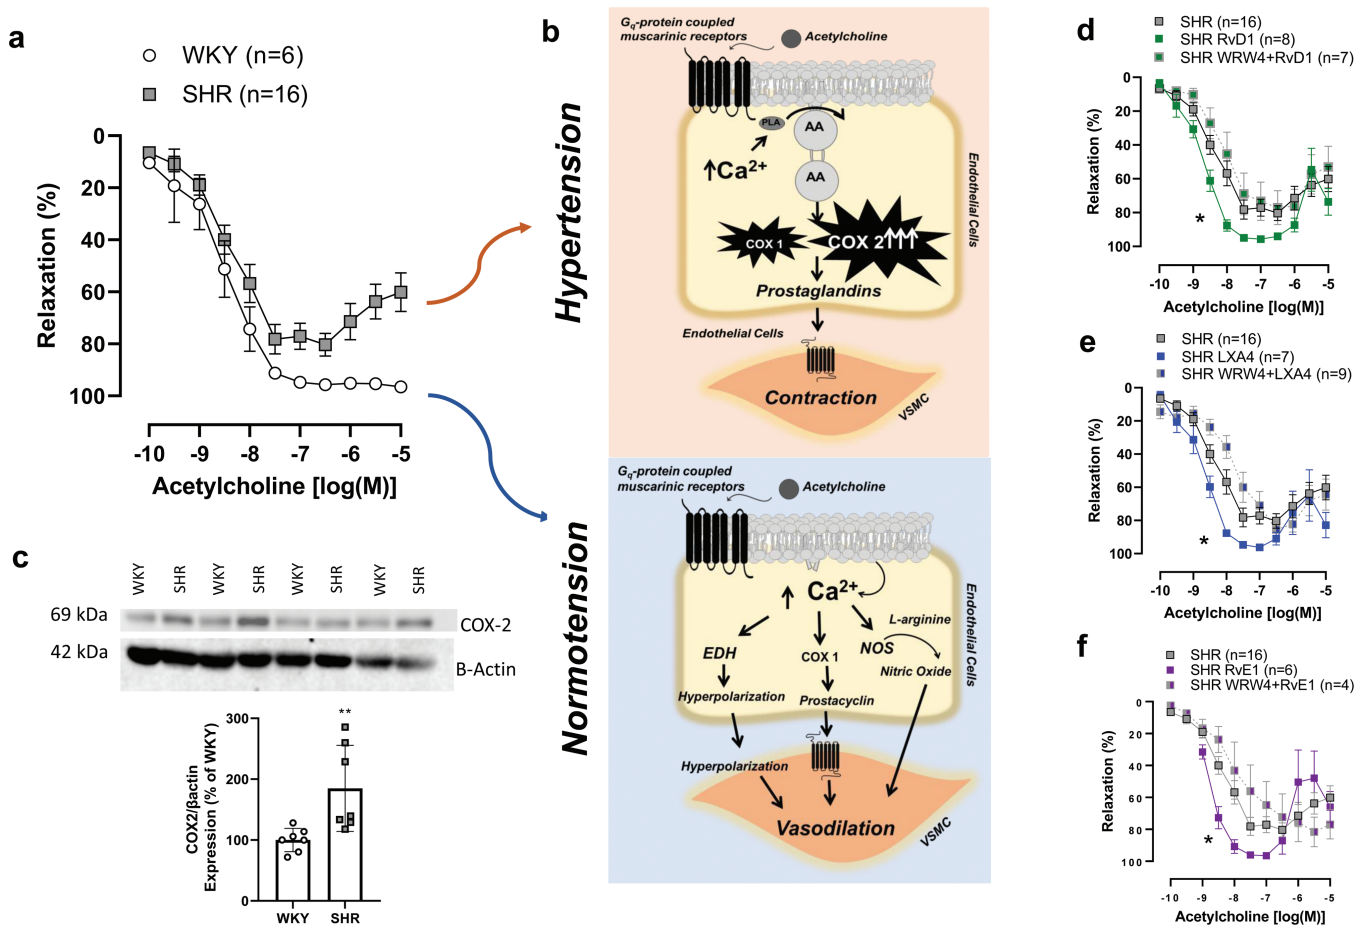 a
WKY (n=6)
SHR (n=16)
0
20
40
60
80
100
Relaxation (%)
-10 -9 -8 -7 -6 -5
Acetylcholine [log(M)]
b
Hypertension
Gq-protein coupled
muscarinic receptors
Acetylcholine
PLA
AA
↑Ca2+
AA
COX 1
COX 2↑↑↑
Prostaglandins
Endothelial Cells
Endothelial Cells
Contraction
VSMC
Normotension
Gq-protein coupled
muscarinic receptors
Acetylcholine
↑ Ca2+
L-arginine
EDH
COX 1
NOS
Nitric Oxide
Hyperpolarization
Prostacyclin
Endothelial Cells
Hyperpolarization
Vasodilation
VSMC
c
WKY SHR WKY SHR WKY SHR WKY SHR
69 kDa
COX-2
42 kDa
B-Actin
300
200
100
0
COX2/βactin
Expression (% of WKY)
**
WKY SHR
d
SHR (n=16)
SHR RvD1 (n=8)
SHR WRW4+RvD1 (n=7)
0
20
40
60
80
100
Relaxation (%)
*
-10 -9 -8 -7 -6 -5
Acetylcholine [log(M)]
e
SHR (n=16)
SHR LXA4 (n=7)
SHR WRW4+LXA4 (n=9)
0
20
40
60
80
100
Relaxation (%)
*
-10 -9 -8 -7 -6 -5
Acetylcholine [log(M)]
f
SHR (n=16)
SHR RvE1 (n=6)
SHR WRW4+RvE1 (n=4)
0
20
40
60
80
100
Relaxation (%)
*
-10 -9 -8 -7 -6 -5
Acetylcholine [log(M)]